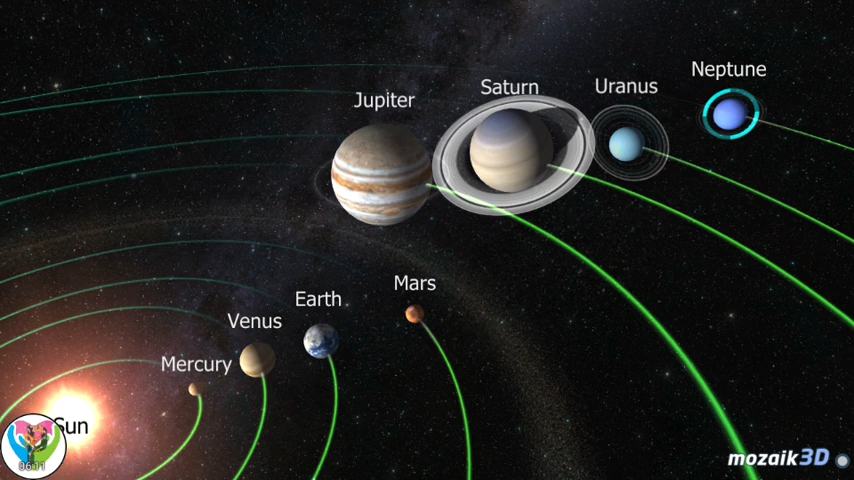 Neptune
Uranus
Saturn
Jupiter
Mars
Earth
Venus
Mercury
Sun
mozaik3D